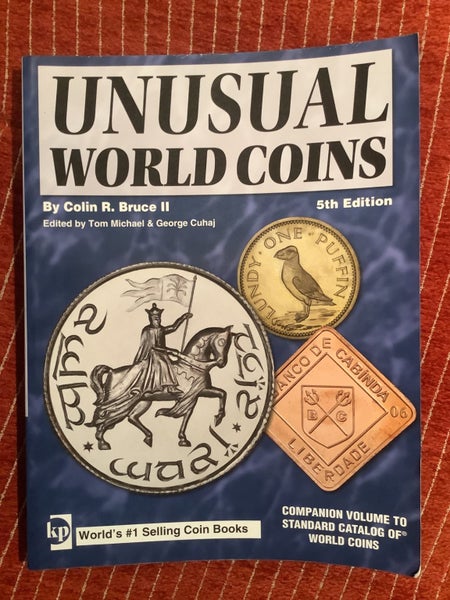 UNUSUAL
WORLD COINS
By Colin R. Bruce II
5th Edition
Edited by Tom Michael & George Cuhaj
LUNDY · ONE · PUFFIN
BANCO DE CABINDA
B C
06
LIBERDADE
kp
World's #1 Selling Coin Books
COMPANION VOLUME TO
STANDARD CATALOG OF®
WORLD COINS